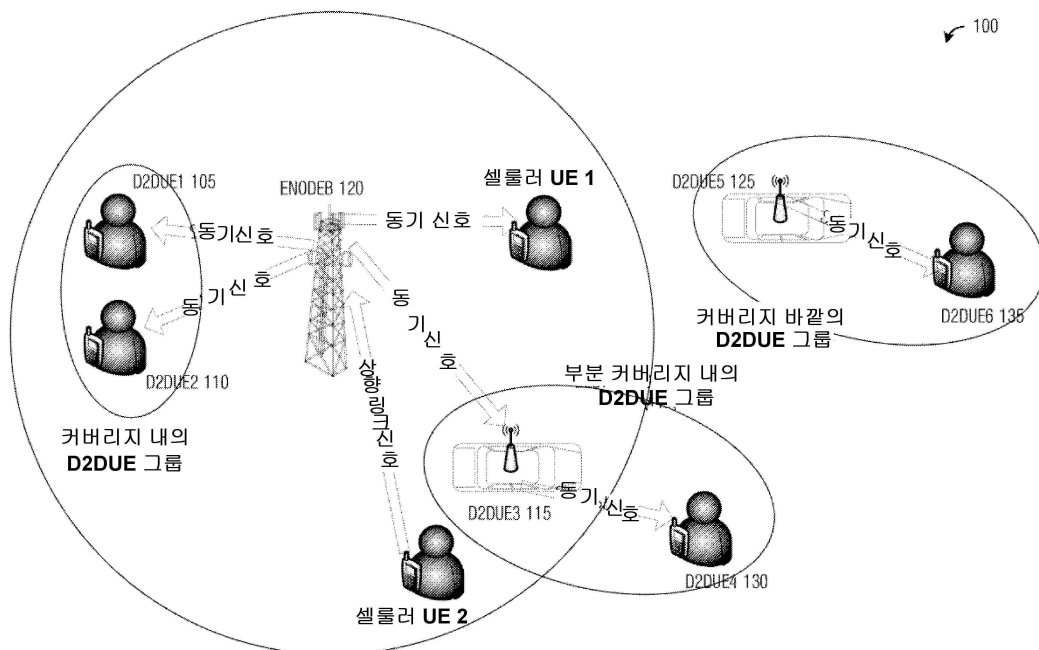 100
D2DUE1 105
ENODEB 120
셀룰러 UE 1
D2DUE5 125
동기신호
동기 신호
동기신호
동기신호
동기신호
D2DUE6 135
커버리지 바깥의
D2DUE 그룹
D2DUE2 110
상향링크신호
부분 커버리지 내의
D2DUE 그룹
커버리지 내의
D2DUE 그룹
D2DUE3 115
동기신호
D2DUE4 130
셀룰러 UE 2